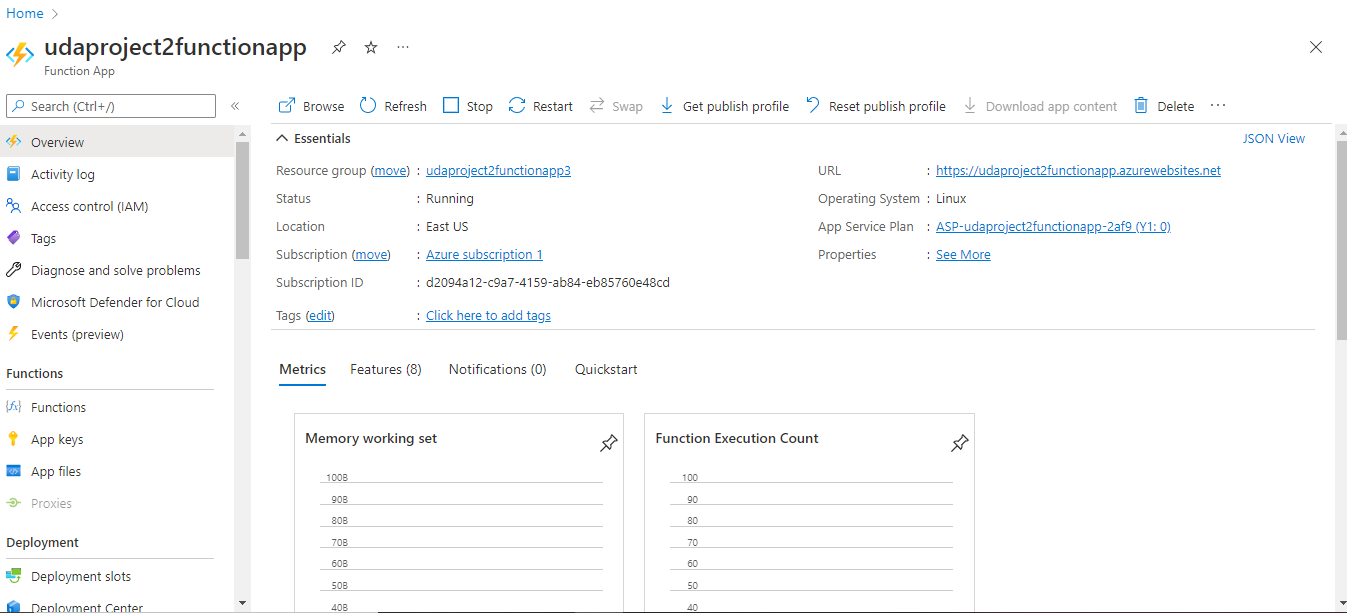 Home
udaproject2functionapp
Function App
Search (Ctrl+/)
Browse Refresh Stop Restart Swap Get publish profile Reset publish profile Download app content Delete
Overview
Activity log
Access control (IAM)
Tags
Diagnose and solve problems
Microsoft Defender for Cloud
Events (preview)
Functions
Functions
App keys
App files
Proxies
Deployment
Deployment slots
Deployment Center
Essentials
JSON View
Resource group (move) : udaproject2functionapp3
Status : Running
Location : East US
Subscription (move) : Azure subscription 1
Subscription ID : d2094a12-c9a7-4159-ab84-eb85760e48cd
Tags (edit) : Click here to add tags
URL : https://udaproject2functionapp.azurewebsites.net
Operating System : Linux
App Service Plan : ASP-udaproject2functionapp-2af9 (Y1: 0)
Properties : See More
Metrics Features (8) Notifications (0) Quickstart
Memory working set
100B
90B
80B
70B
60B
50B
40B
Function Execution Count
100
90
80
70
60
50
40